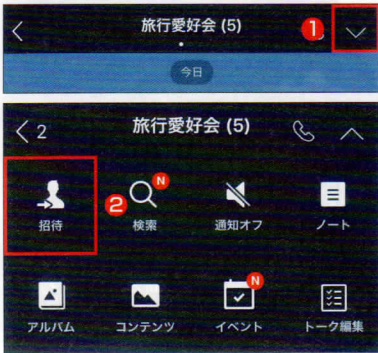 旅行愛好会 (5)
1
今日
2
旅行愛好会 (5)
招待
2
N
検索
通知オフ
ノート
アルバム
コンテンツ
N
イベント
トーク編集